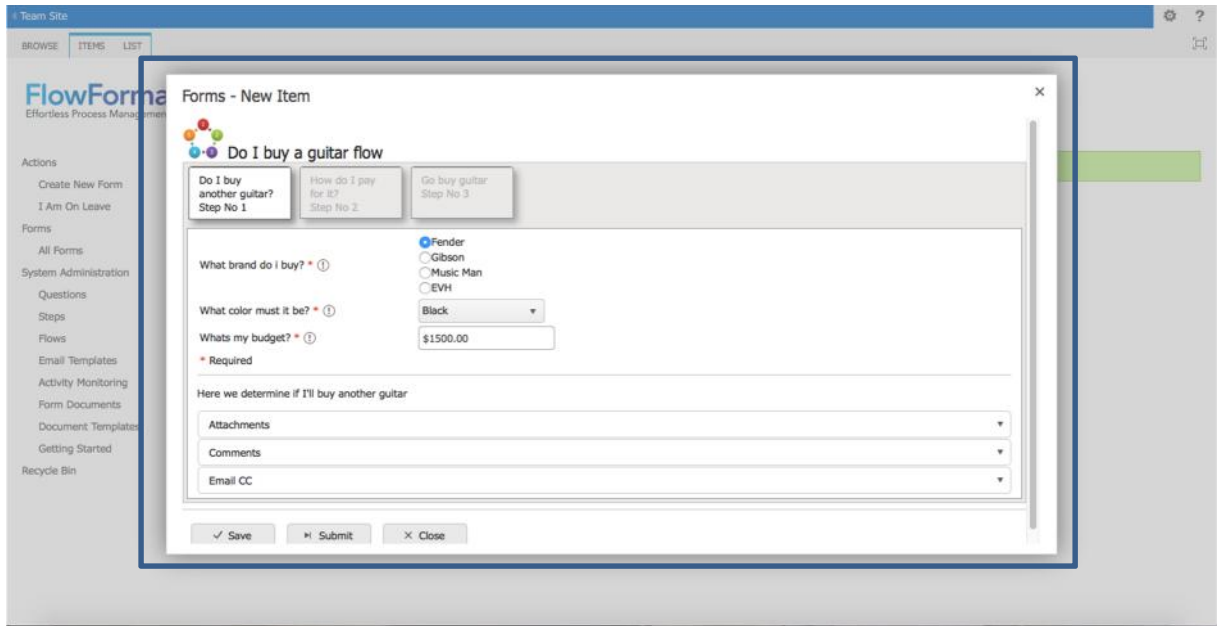 Team Site
?
BROWSE ITEMS LIST
FlowForma
Effortless Process Managemen
Actions
Create New Form
I Am On Leave
Forms
All Forms
System Administration
Questions
Steps
Flows
Email Templates
Activity Monitoring
Form Documents
Document Templates
Getting Started
Recycle Bin
Forms - New Item
Do I buy a guitar flow
Do I buy
another guitar?
Step No 1
How do I pay
for it?
Step No 2
Go buy guitar
Step No 3
What brand do i buy? *
Fender
Gibson
Music Man
EVH
What color must it be? *
Black
Whats my budget? *
$1500.00
* Required
Here we determine if I'll buy another guitar
Attachments
Comments
Email CC
Save
Submit
Close